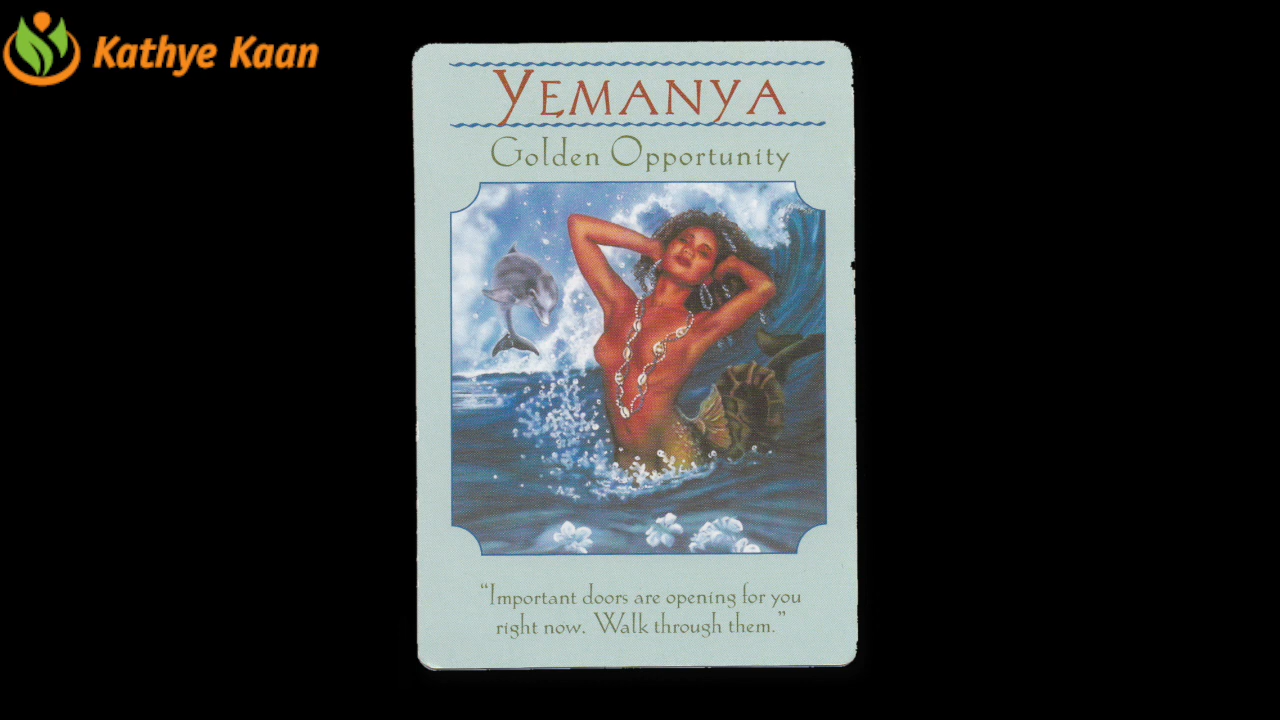 Kathye Kaan
YEMANYA
Golden Opportunity
“Important doors are opening for you
right now. Walk through them.”